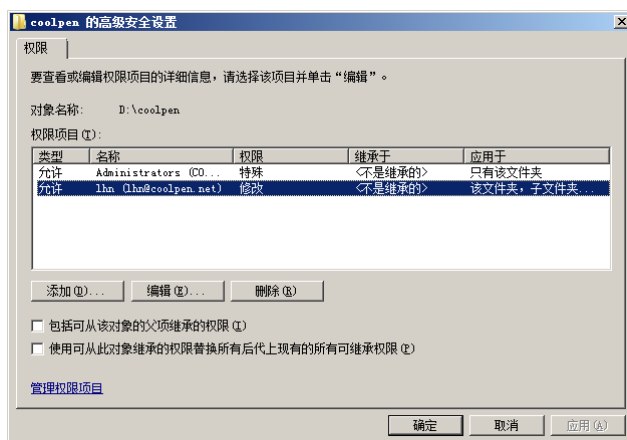 coolpen 的高级安全设置
权限
要查看或编辑权限项目的详细信息，请选择该项目并单击“编辑”。
对象名称: D:\coolpen
权限项目(T):
类型 名称 权限 继承于 应用于
允许 Administrators (CO... 特殊 <不是继承的> 只有该文件夹
允许 lhn (lhn@coolpen.net) 修改 <不是继承的> 该文件夹，子文件夹...
添加(D)... 编辑(E)... 删除(R)
包括可从该对象的父项继承的权限(I)
使用可从此对象继承的权限替换所有后代上现有的所有可继承权限(P)
管理权限项目
确定 取消 应用(A)